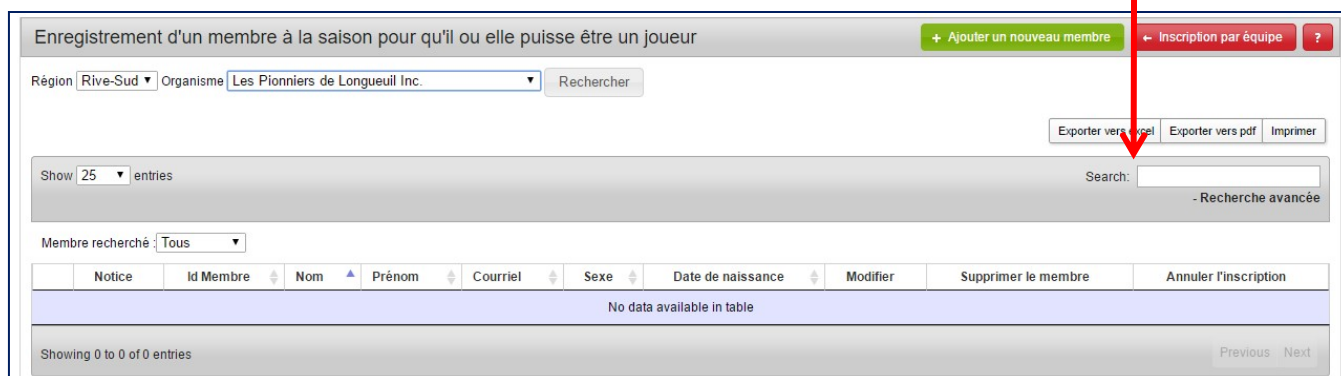 Enregistrement d'un membre à la saison pour qu'il ou elle puisse être un joueur + Ajouter un nouveau membre ← Inscription par équipe ?
Région Rive-Sud Organisme Les Pionniers de Longueuil Inc. Rechercher
Exporter vers excel Exporter vers pdf Imprimer
Show 25 entries Search:
- Recherche avancée
Membre recherché : Tous
Notice Id Membre Nom Prénom Courriel Sexe Date de naissance Modifier Supprimer le membre Annuler l'inscription
No data available in table
Showing 0 to 0 of 0 entries Previous Next